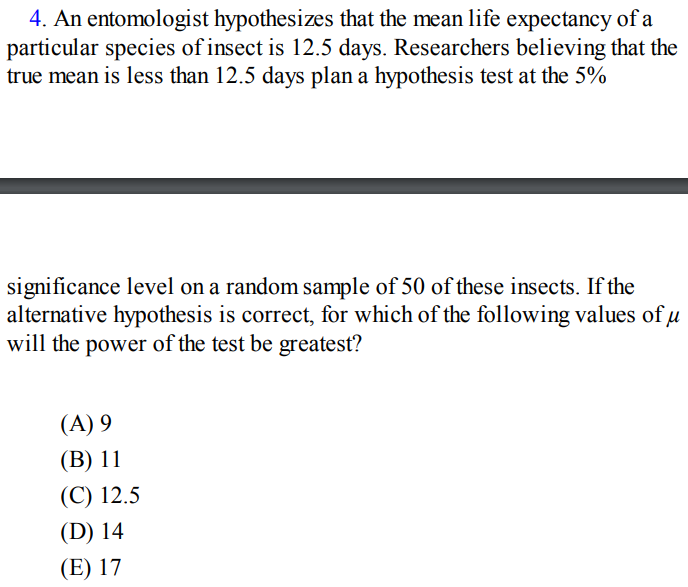 4. An entomologist hypothesizes that the mean life expectancy of a
particular species of insect is 12.5 days. Researchers believing that the
true mean is less than 12.5 days plan a hypothesis test at the 5%
significance level on a random sample of 50 of these insects. If the
alternative hypothesis is correct, for which of the following values of μ
will the power of the test be greatest?
(A) 9
(B) 11
(C) 12.5
(D) 14
(E) 17